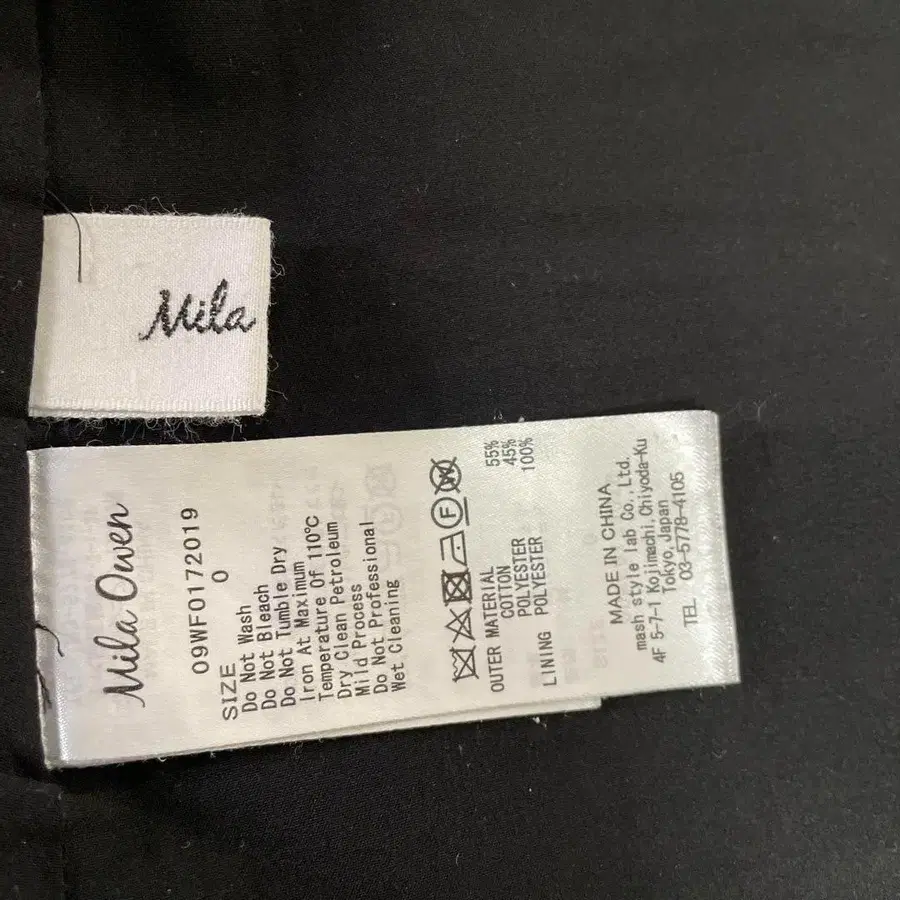 Mila
Mila Owen
09WF0172019
SIZE 0
Do Not Wash
Do Not Bleach
Do Not Tumble Dry
Iron At Maximum
Temperature Of 110℃
Dry Clean Petroleum
Mild Process
Do Not Professional
Wet Cleaning
F
OUTER MATERIAL
COTTON 55%
POLYESTER 45%
LINING POLYESTER 100%
MADE IN CHINA
mash style lab Co., Ltd.
4F 5-7-1 Kojimachi, Chiyoda-Ku
Tokyo, Japan
TEL 03-5778-4105